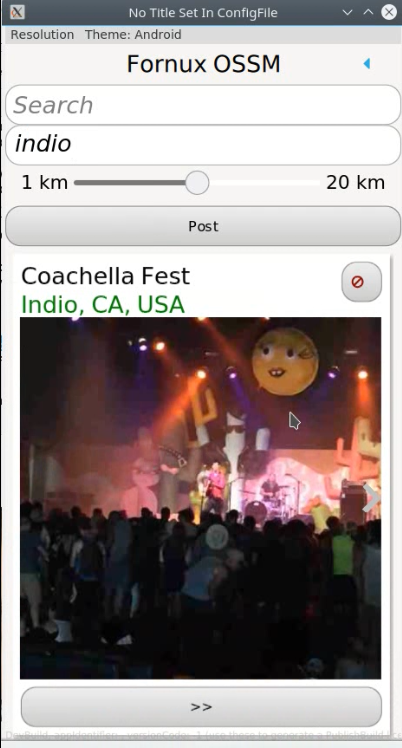 No Title Set In ConfigFile
Resolution Theme: Android
Fornux OSSM
Search
indio
1 km 20 km
Post
Coachella Fest
Indio, CA, USA
>>